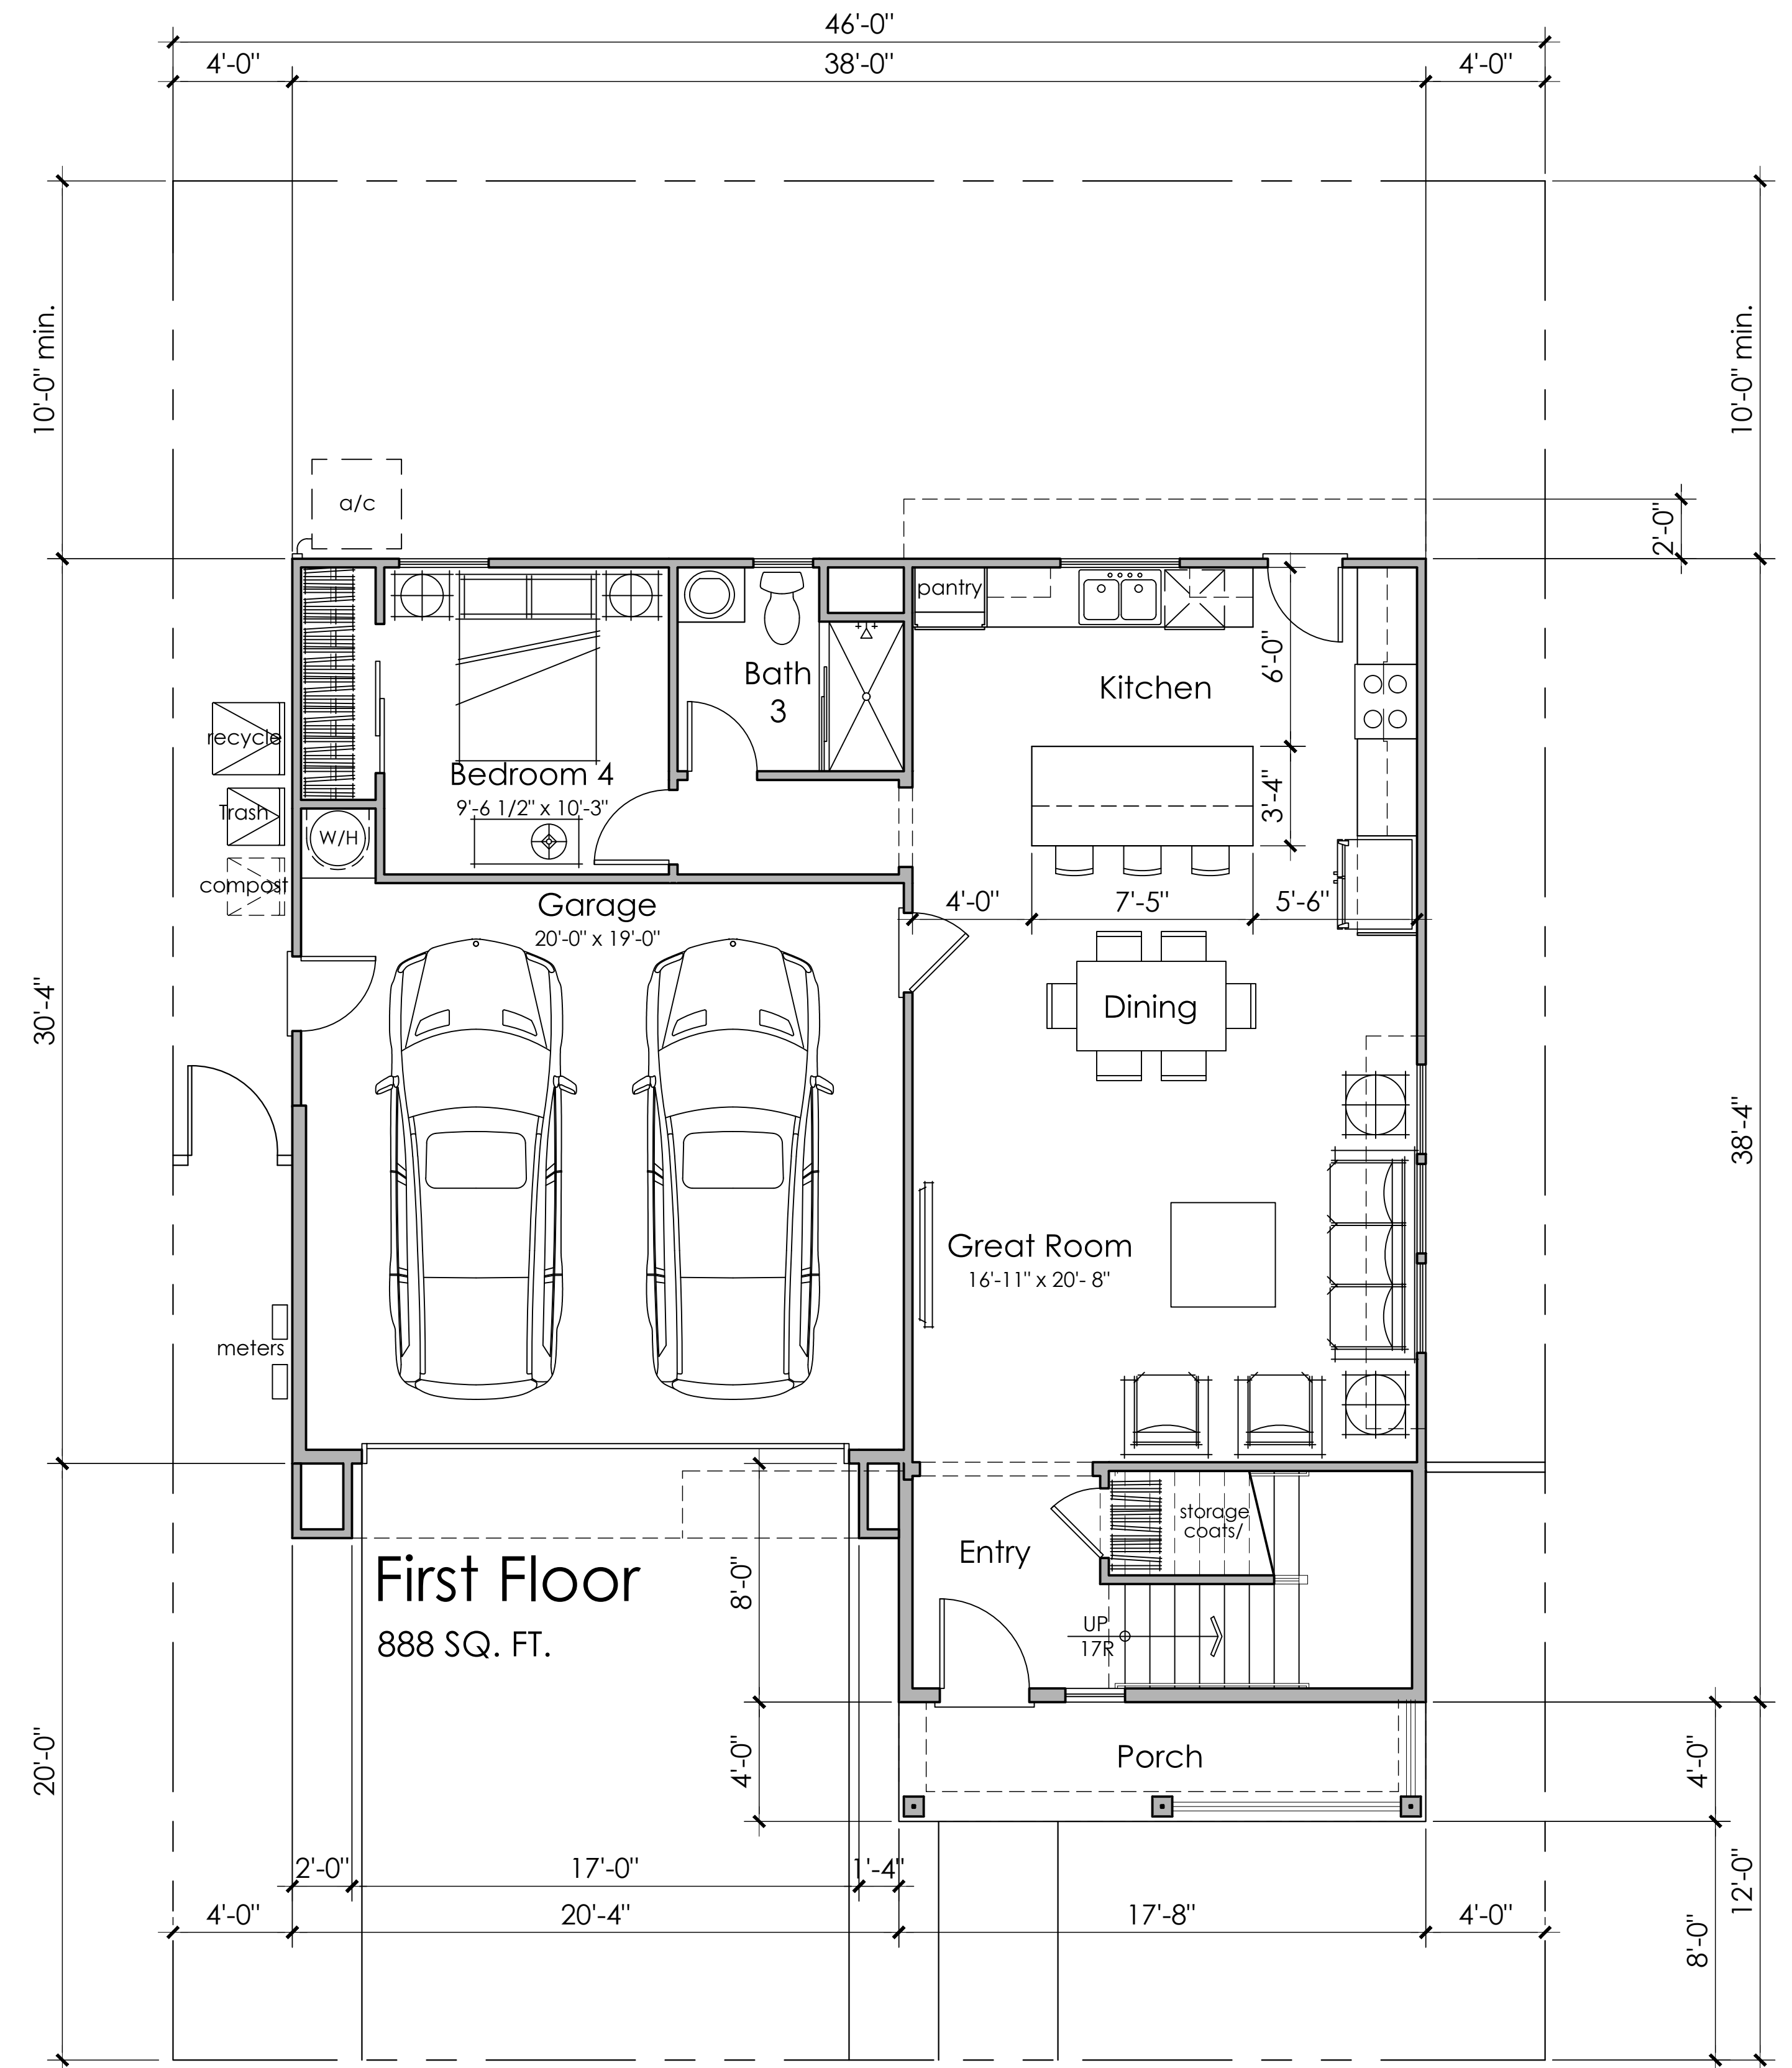 46'-0"
4'-0"
38'-0"
4'-0"
10'-0" min.
10'-0" min.
a/c
2'-0"
pantry
Bath
3
Kitchen
6'-0"
recycle
Bedroom 4
9'-6 1/2" x 10'-3"
3'-4"
Trash
W/H
compost
Garage
20'-0" x 19'-0"
4'-0"
7'-5"
5'-6"
Dining
30'-4"
38'-4"
Great Room
16'-11" x 20'- 8"
meters
storage
coats/
Entry
First Floor
888 SQ. FT.
8'-0"
UP
17R
20'-0"
4'-0"
Porch
4'-0"
2'-0"
17'-0"
1'-4"
12'-0"
4'-0"
20'-4"
17'-8"
4'-0"
8'-0"